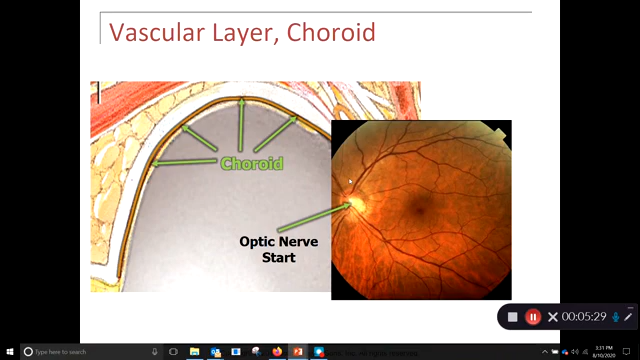 Vascular Layer, Choroid
Choroid
Optic Nerve
Start
00:05:29
Type here to search
3:31 PM
8/10/2020